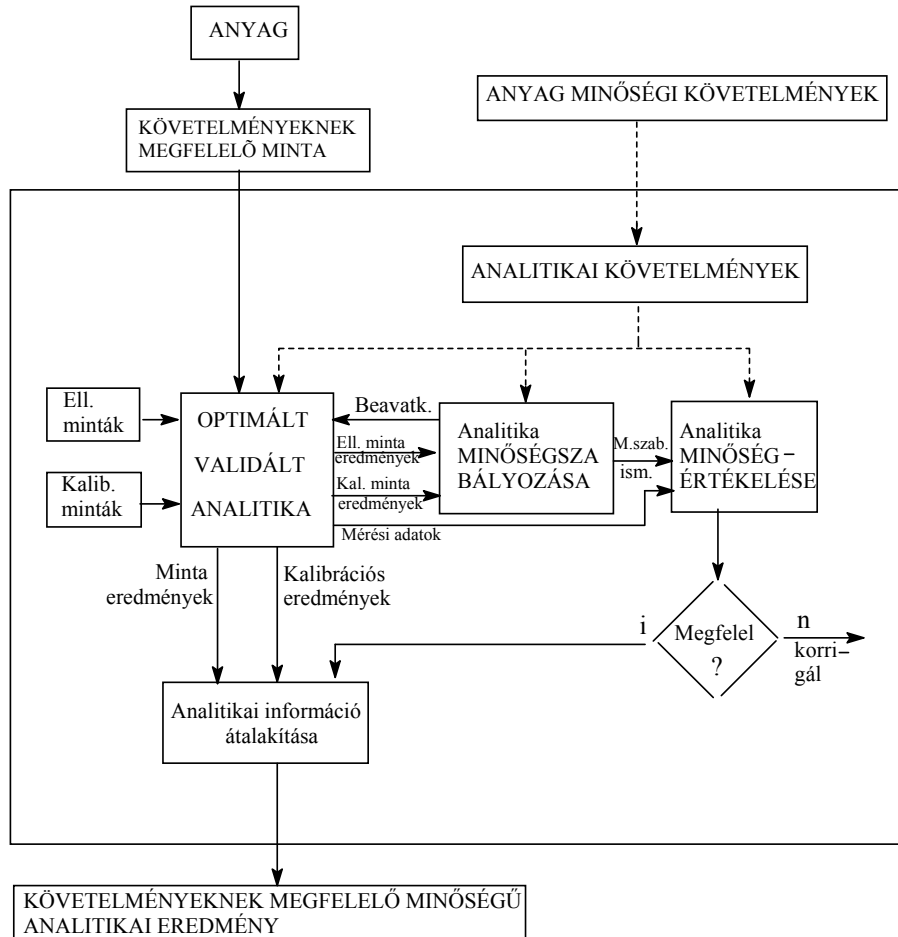 ANYAG
ANYAG MINŐSÉGI KÖVETELMÉNYEK
KÖVETELMÉNYEKNEK
MEGFELELÕ MINTA
ANALITIKAI KÖVETELMÉNYEK
Ell.
minták
Kalib.
minták
OPTIMÁLT
VALIDÁLT
ANALITIKA
Beavatk.
Ell. minta
eredmények
Kal. minta
eredmények
Mérési adatok
Analitika
MINŐSÉGSZA
BÁLYOZÁSA
M.szab.
ism.
Analitika
MINŐSÉG–
ÉRTÉKELÉSE
Minta
eredmények
Kalibrációs
eredmények
i
Megfelel
?
n
korri–
gál
Analitikai információ
átalakítása
KÖVETELMÉNYEKNEK MEGFELELŐ MINŐSÉGŰ
ANALITIKAI EREDMÉNY